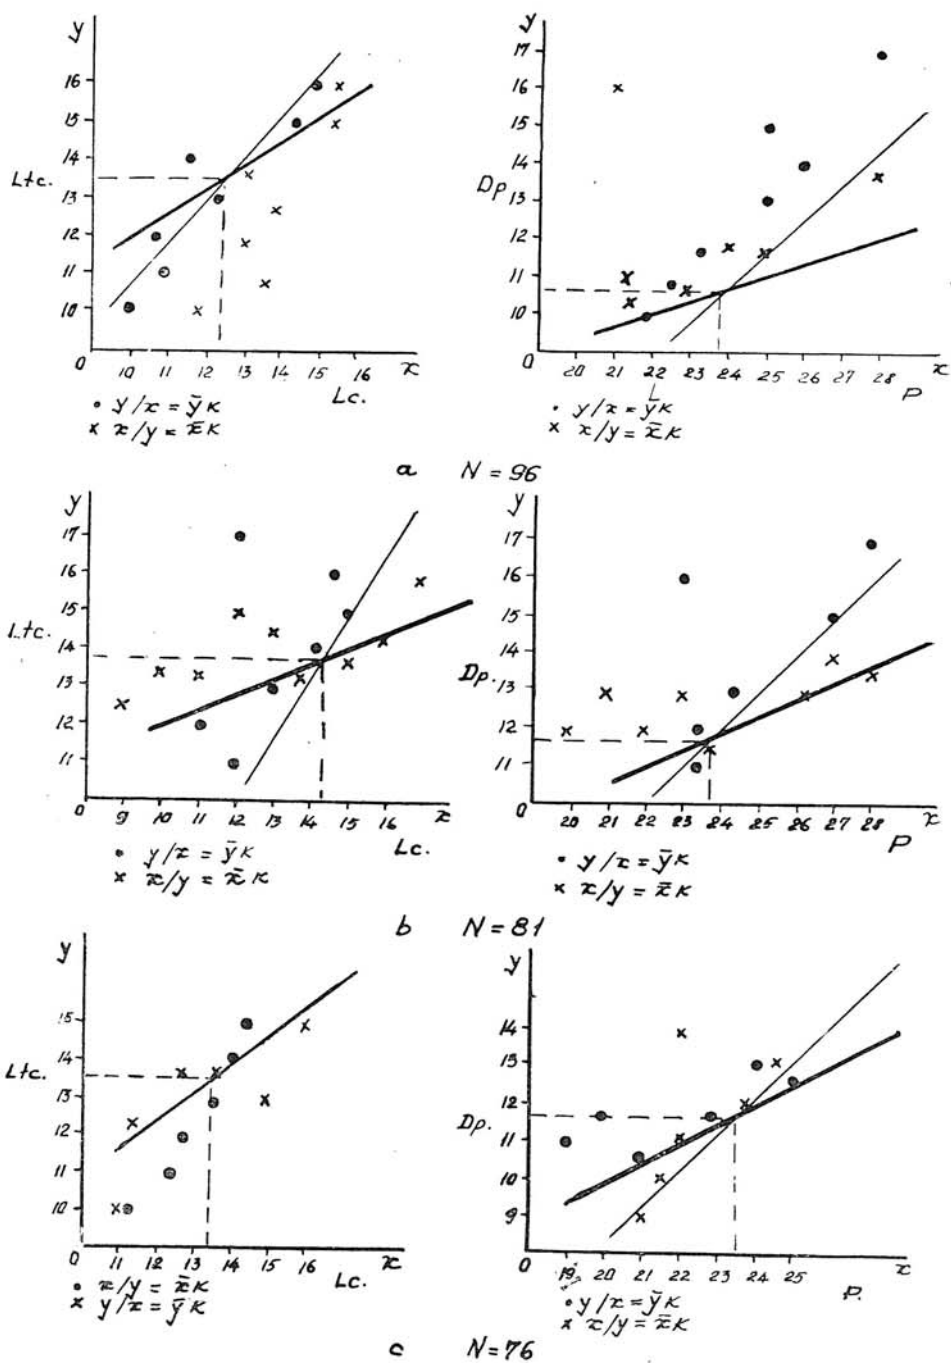 y
16
15
14
13
12
11
10
Ltc.
0
10 11 12 13 14 15 16 x
Lc.
• y/x = ȳK
x x/y = x̄K
y
17
16
15
14
13
12
11
10
Dp
0
20 21 22 23 24 25 26 27 28 x
L
P
• y/x = ȳK
x x/y = x̄K
a N = 96
y
17
16
15
14
13
12
11
Ltc.
0
9 10 11 12 13 14 15 16 x
Lc.
• y/x = ȳK
x x/y = x̄K
y
17
16
15
14
13
12
11
Dp.
0
20 21 22 23 24 25 26 27 28 x
P
• y/x = ȳK
x x/y = x̄K
b N = 81
y
15
14
13
12
11
10
Ltc.
0
11 12 13 14 15 16 x
Lc.
• x/y = x̄K
x y/x = ȳK
y
14
13
12
11
10
9
Dp.
0
19 20 21 22 23 24 25 x
P.
• y/x = ȳK
x x/y = x̄K
c N = 76